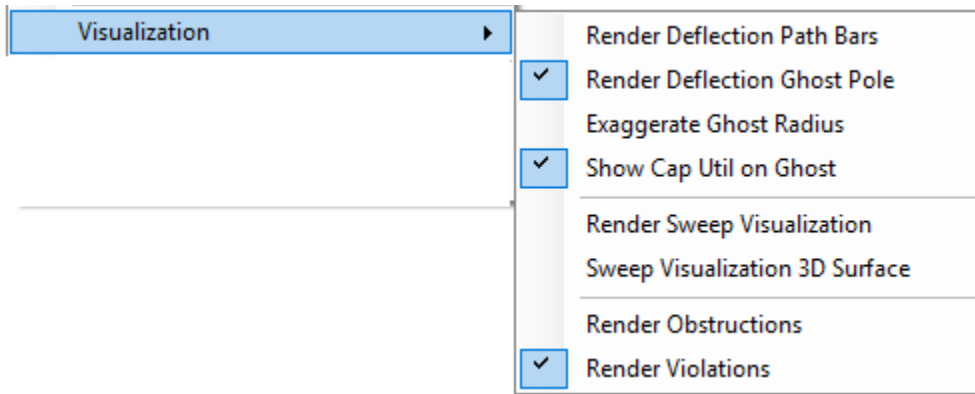 Visualization
Render Deflection Path Bars
Render Deflection Ghost Pole
Exaggerate Ghost Radius
Show Cap Util on Ghost
Render Sweep Visualization
Sweep Visualization 3D Surface
Render Obstructions
Render Violations